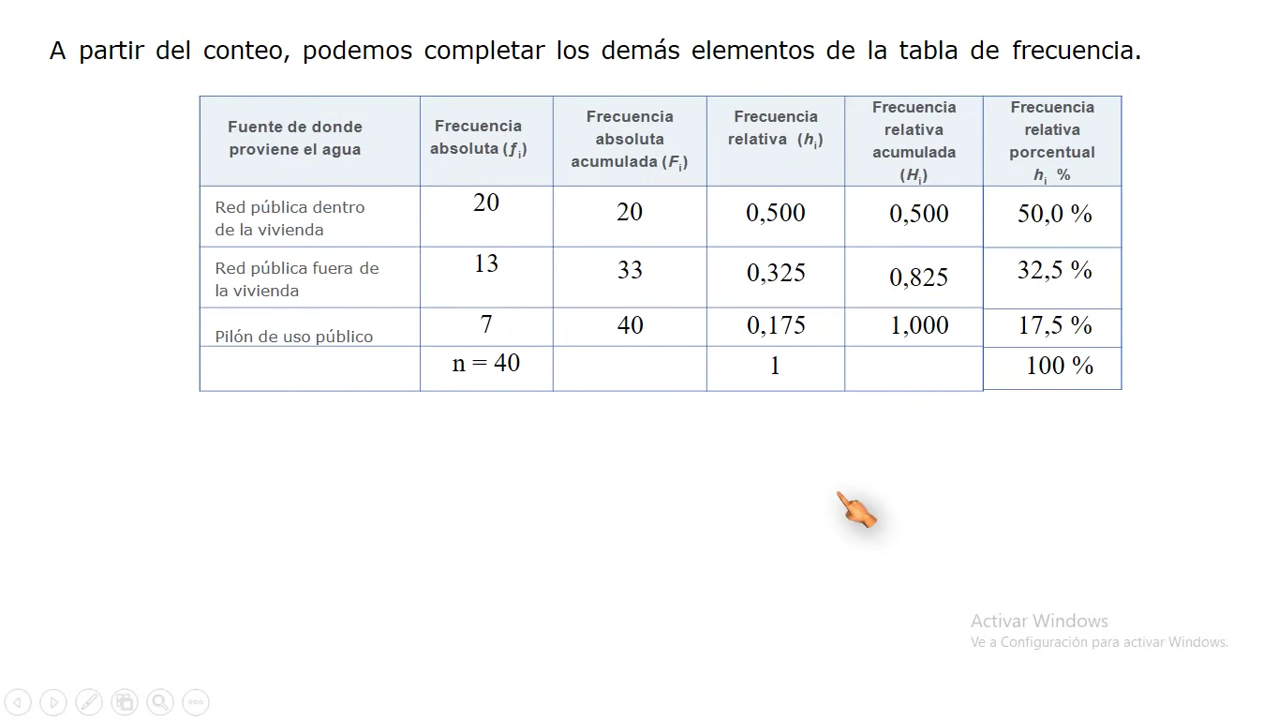 A partir del conteo, podemos completar los demás elementos de la tabla de frecuencia.
Fuente de donde
proviene el agua
Frecuencia
absoluta (fi)
Frecuencia
absoluta
acumulada (Fi)
Frecuencia
relativa (hi)
Frecuencia
relativa
acumulada
(Hi)
Frecuencia
relativa
porcentual
hi %
Red pública dentro
de la vivienda
20
20
0,500
0,500
50,0 %
Red pública fuera de
la vivienda
13
33
0,325
0,825
32,5 %
Pilón de uso público
7
40
0,175
1,000
17,5 %
n = 40
1
100 %
Activar Windows
Ve a Configuración para activar Windows.